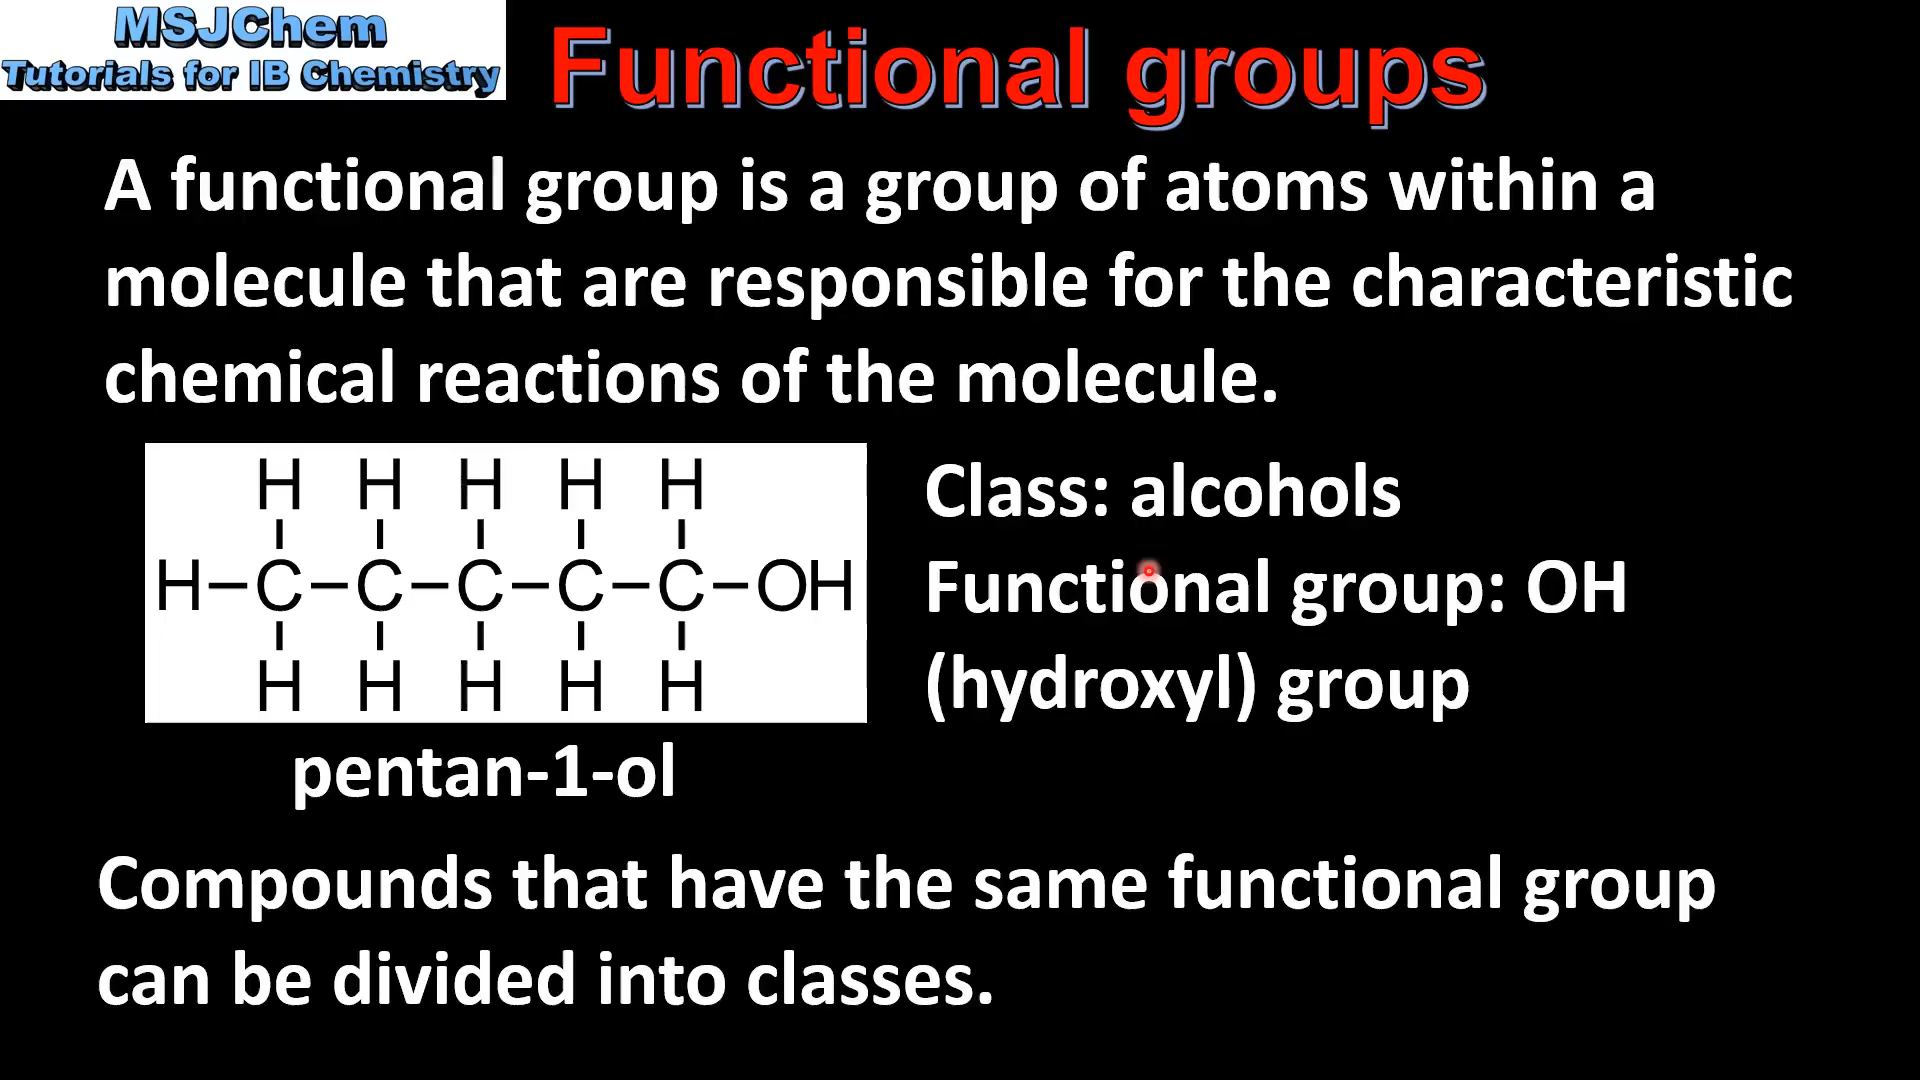 MSJChem
Tutorials for IB Chemistry
Functional groups
A functional group is a group of atoms within a
molecule that are responsible for the characteristic
chemical reactions of the molecule.
H H H H H
H–C–C–C–C–C–OH
H H H H H
pentan-1-ol
Class: alcohols
Functional group: OH
(hydroxyl) group
Compounds that have the same functional group
can be divided into classes.